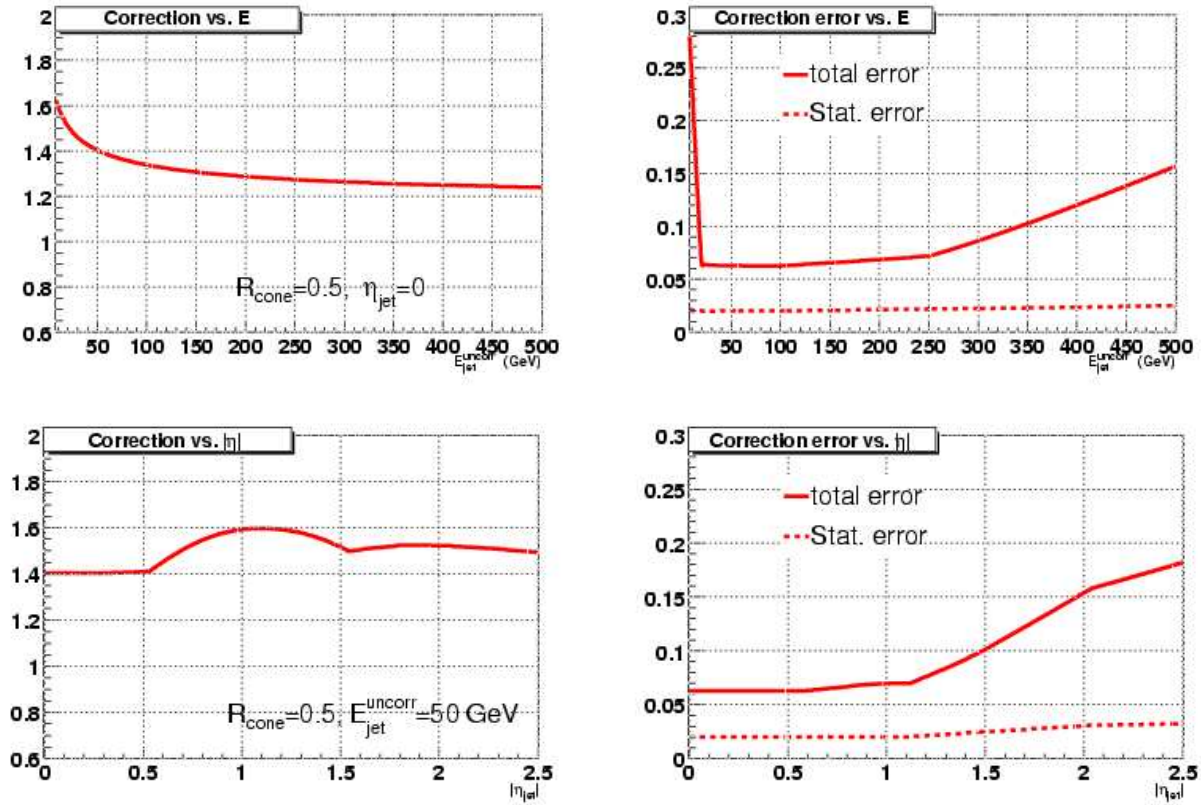 Correction vs. E
2
1.8
1.6
1.4
1.2
1
0.8
0.6
R_cone=0.5, η_jet=0
50 100 150 200 250 300 350 400 450 500
E_jet^uncorr (GeV)
Correction error vs. E
0.3
0.25
0.2
0.15
0.1
0.05
0
total error
Stat. error
50 100 150 200 250 300 350 400 450 500
E_jet^uncorr (GeV)
Correction vs. |η|
2
1.8
1.6
1.4
1.2
1
0.8
0.6
R_cone=0.5, E_jet^uncorr=50 GeV
0 0.5 1 1.5 2 2.5
|η_jet|
Correction error vs. |η|
0.3
0.25
0.2
0.15
0.1
0.05
0
total error
Stat. error
0 0.5 1 1.5 2 2.5
|η_jet|